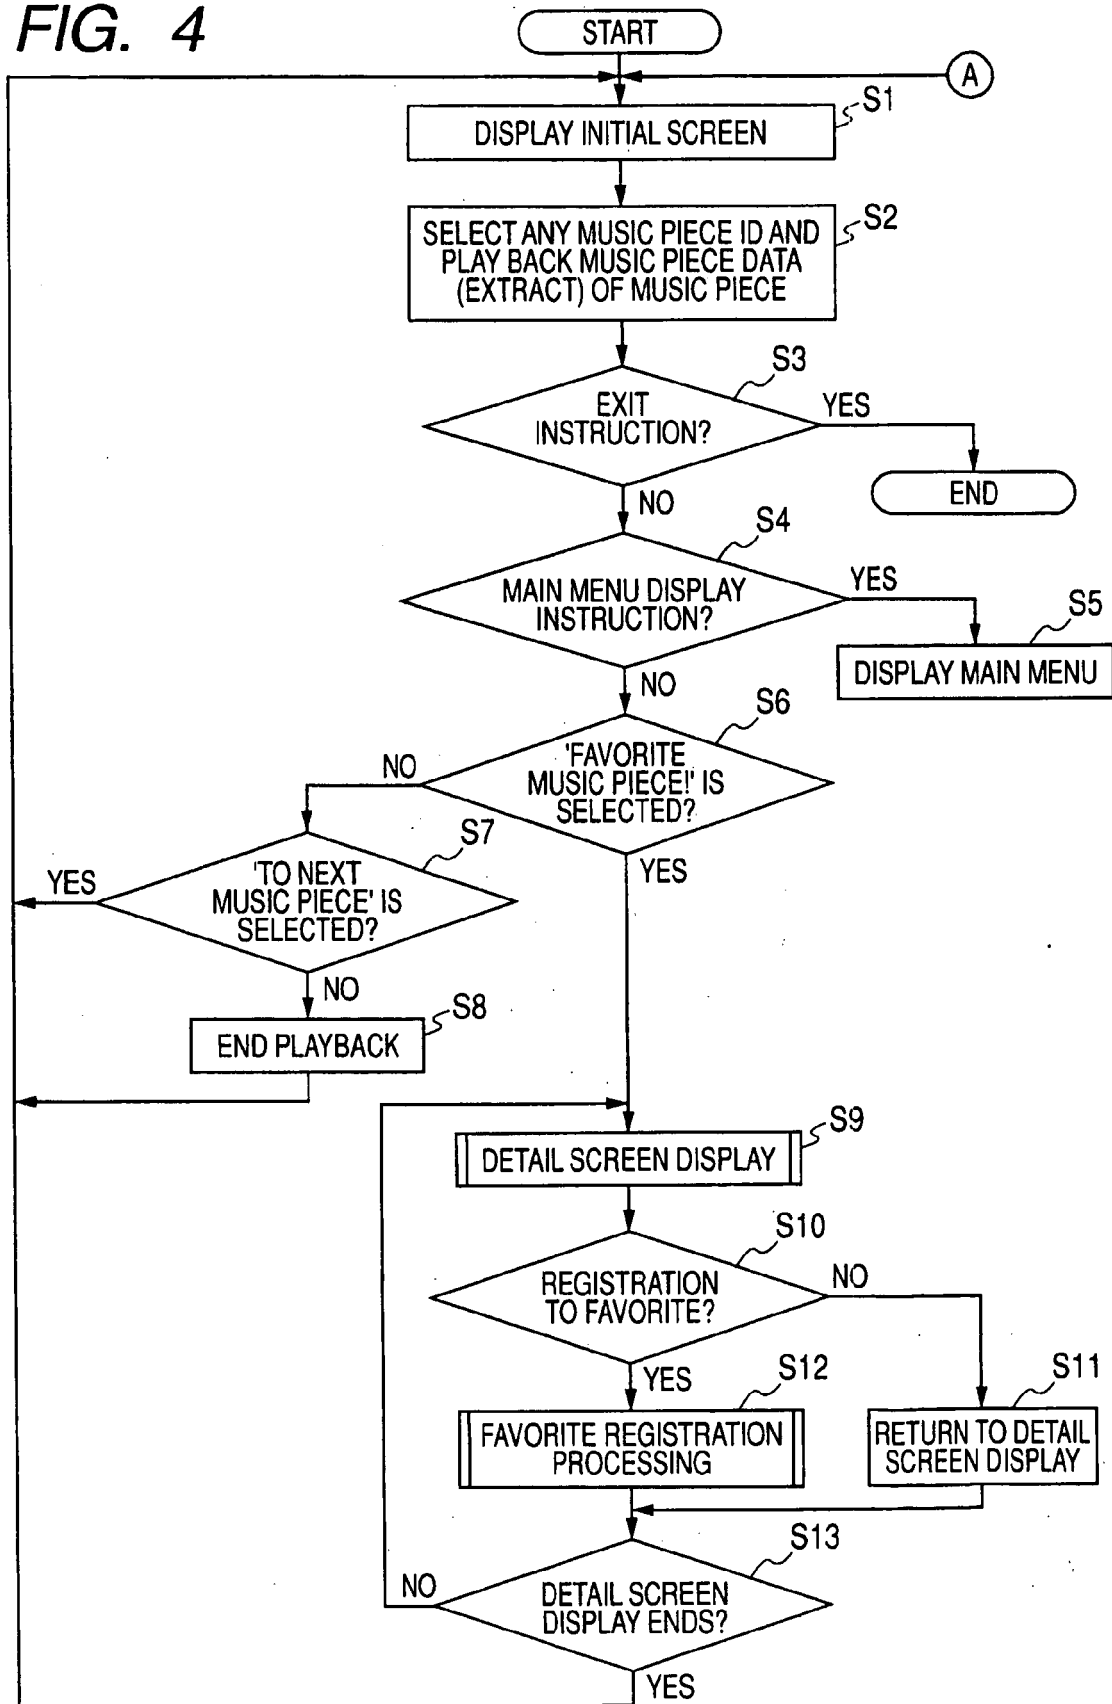 FIG. 4
START
A
S1
DISPLAY INITIAL SCREEN
S2
SELECT ANY MUSIC PIECE ID AND
PLAY BACK MUSIC PIECE DATA
(EXTRACT) OF MUSIC PIECE
S3
EXIT
INSTRUCTION?
YES
END
NO
S4
MAIN MENU DISPLAY
INSTRUCTION?
YES
S5
DISPLAY MAIN MENU
NO
S6
'FAVORITE
MUSIC PIECE!' IS
SELECTED?
NO
YES
S7
'TO NEXT
MUSIC PIECE' IS
SELECTED?
YES
NO
S8
END PLAYBACK
S9
DETAIL SCREEN DISPLAY
S10
REGISTRATION
TO FAVORITE?
NO
YES
S12
FAVORITE REGISTRATION
PROCESSING
S11
RETURN TO DETAIL
SCREEN DISPLAY
S13
DETAIL SCREEN
DISPLAY ENDS?
NO
YES